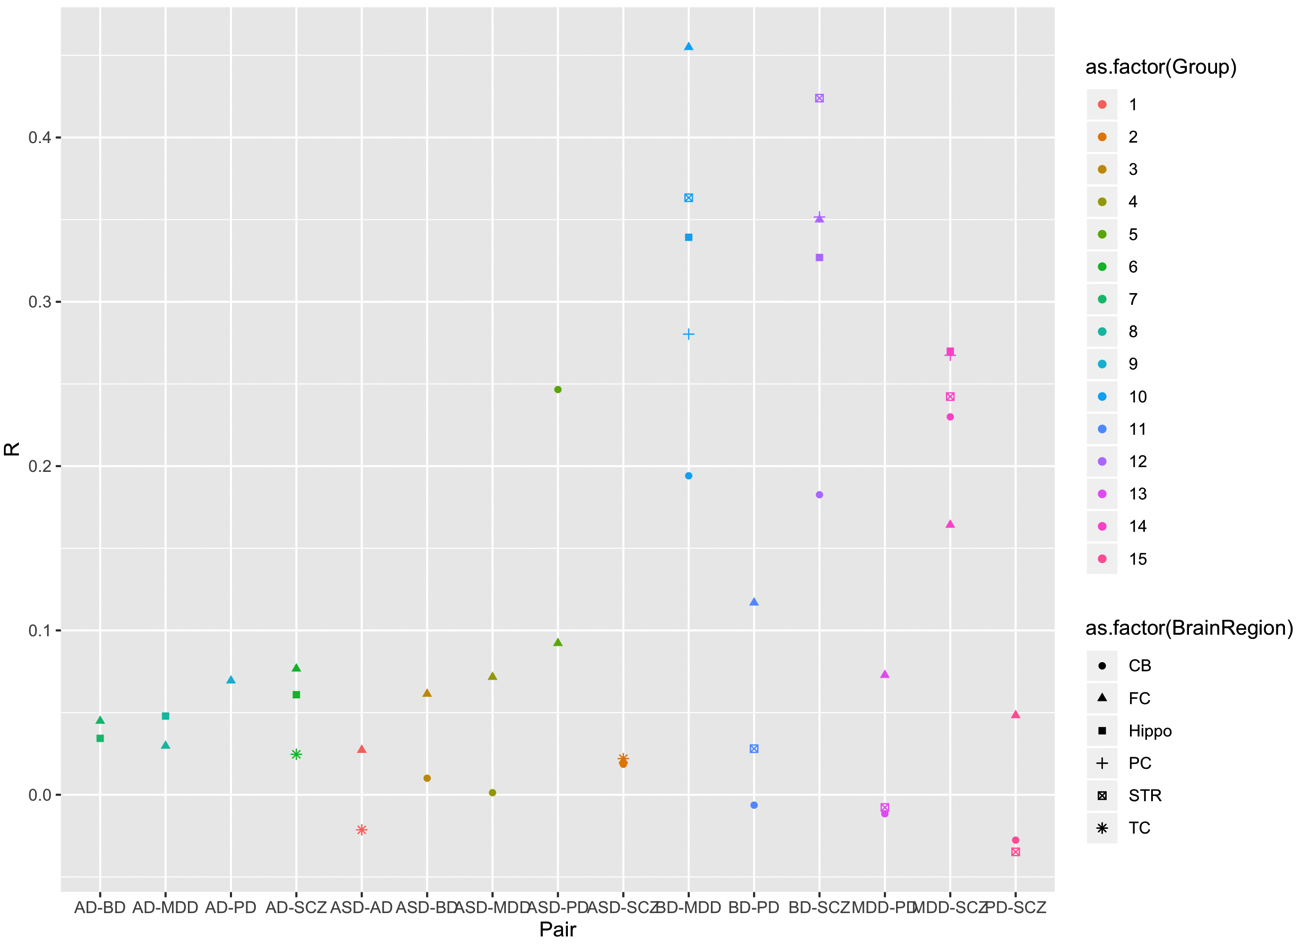 0.4
0.3
0.2
0.1
0.0
R
AD-BD AD-MDD AD-PD AD-SCZ ASD-AD ASD-BD ASD-MDD ASD-PD ASD-SCZ BD-MDD BD-PD BD-SCZ MDD-PD MDD-SCZ PD-SCZ
Pair
as.factor(Group)
1
2
3
4
5
6
7
8
9
10
11
12
13
14
15
as.factor(BrainRegion)
CB
FC
Hippo
PC
STR
TC